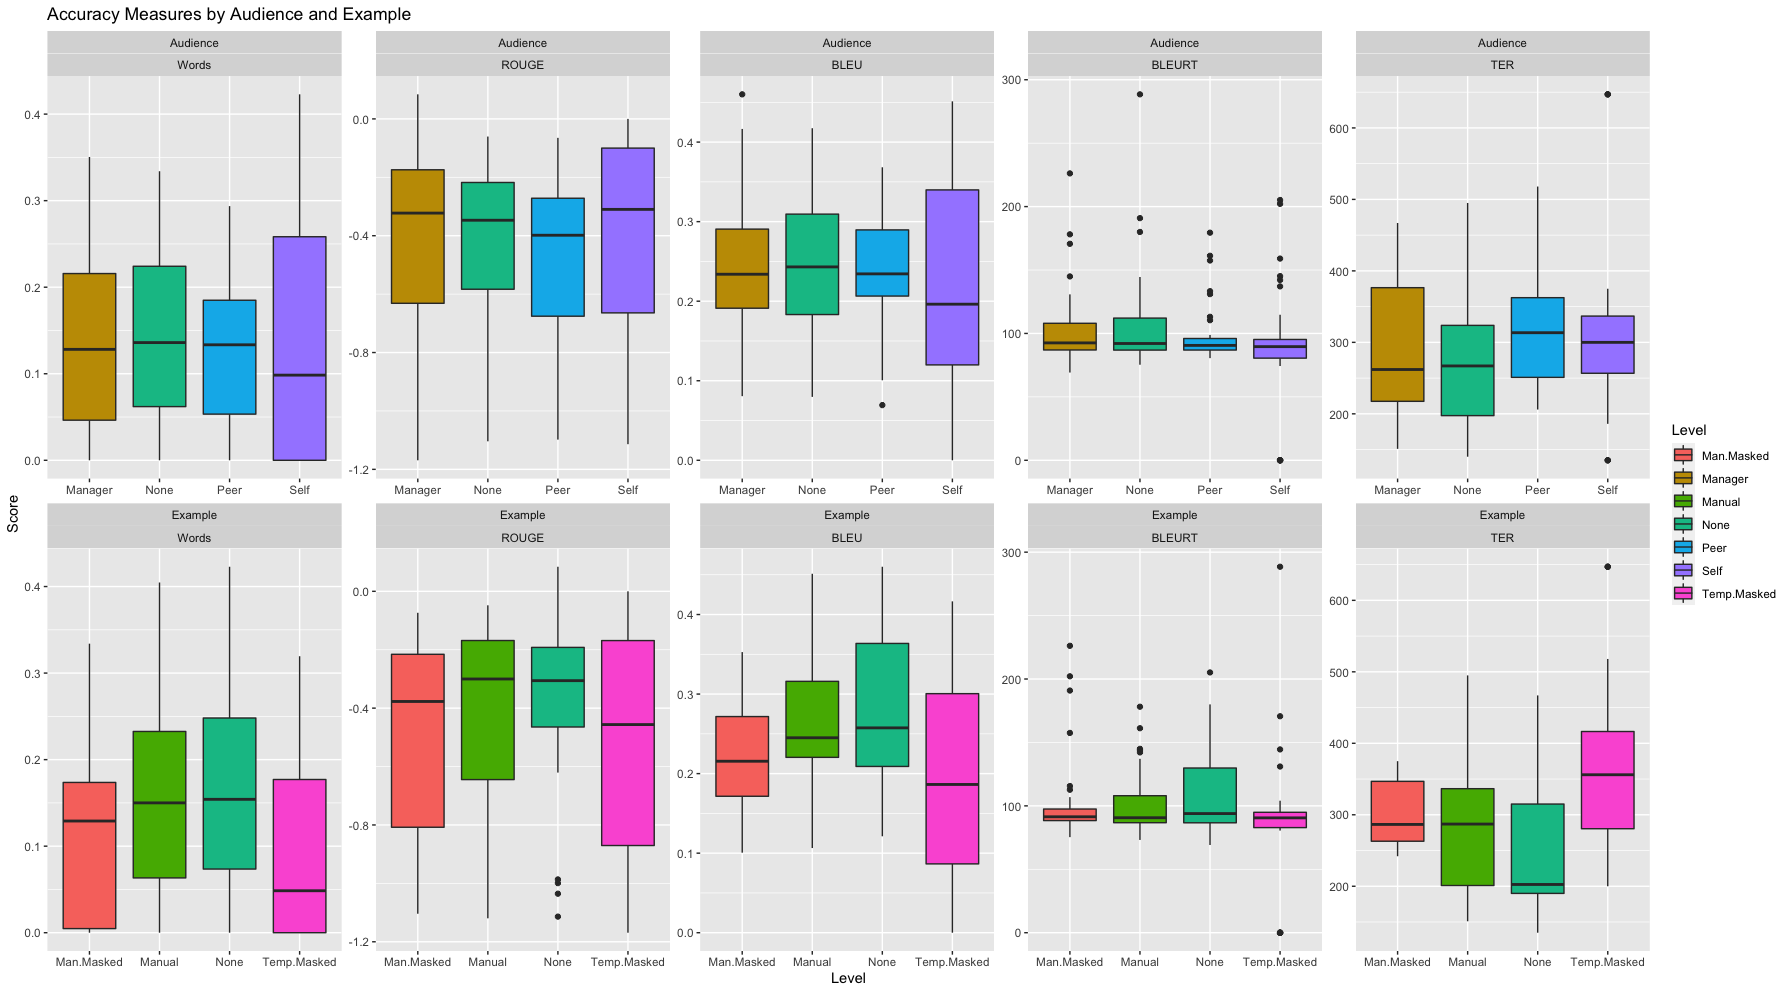 Accuracy Measures by Audience and Example
Audience Audience Audience Audience Audience
Words ROUGE BLEU BLEURT TER
0.4
0.3
0.2
0.1
0.0
0.0
-0.4
-0.8
-1.2
0.4
0.3
0.2
0.1
0.0
300
200
100
0
600
500
400
300
200
Manager None Peer Self Manager None Peer Self Manager None Peer Self Manager None Peer Self Manager None Peer Self
Example Example Example Example Example
Words ROUGE BLEU BLEURT TER
0.4
0.3
0.2
0.1
0.0
0.0
-0.4
-0.8
-1.2
0.4
0.3
0.2
0.1
0.0
300
200
100
0
600
500
400
300
200
Man.Masked Manual None Temp.Masked Man.Masked Manual None Temp.Masked Man.Masked Manual None Temp.Masked Man.Masked Manual None Temp.Masked Man.Masked Manual None Temp.Masked
Score
Level
Level
Man.Masked
Manager
Manual
None
Peer
Self
Temp.Masked